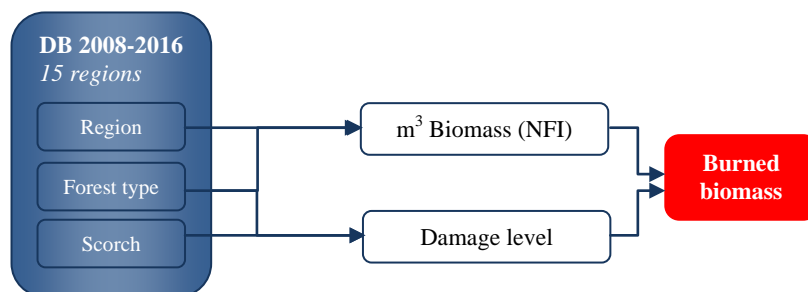 DB 2008-2016
15 regions
Region
Forest type
Scorch
m³ Biomass (NFI)
Damage level
Burned
biomass